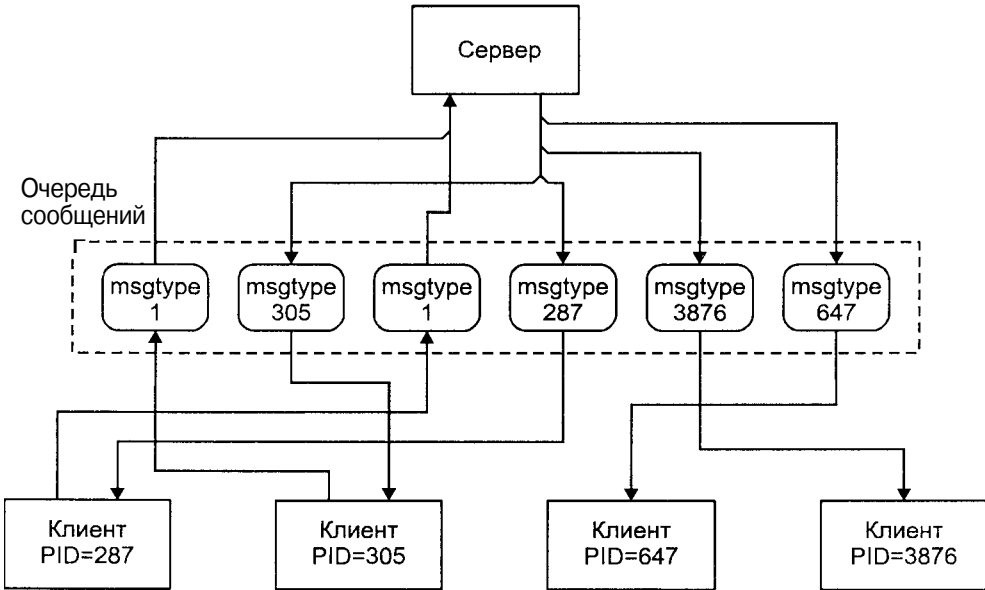 Сервер
Очередь
сообщений
msgtype
1
msgtype
305
msgtype
1
msgtype
287
msgtype
3876
msgtype
647
Клиент
PID=287
Клиент
PID=305
Клиент
PID=647
Клиент
PID=3876